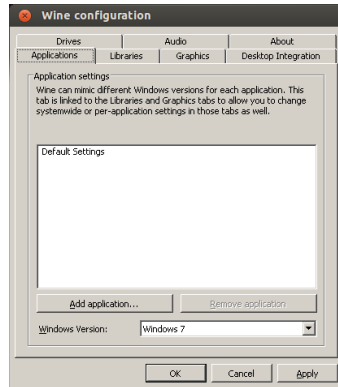 Wine configuration
Drives Audio About
Applications Libraries Graphics Desktop Integration
Application settings
Wine can mimic different Windows versions for each application. This
tab is linked to the Libraries and Graphics tabs to allow you to change
systemwide or per-application settings in those tabs as well.
Default Settings
Add application... Remove application
Windows Version: Windows 7
OK Cancel Apply